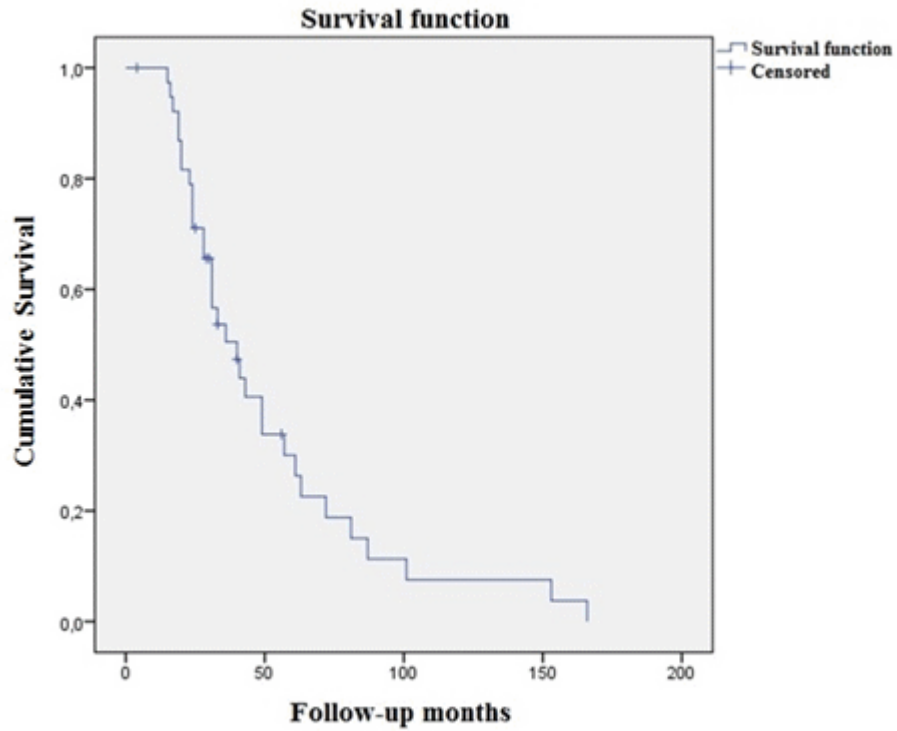 Survival function
Survival function
Censored
Cumulative Survival
1,0
0,8
0,6
0,4
0,2
0,0
0 50 100 150 200
Follow-up months